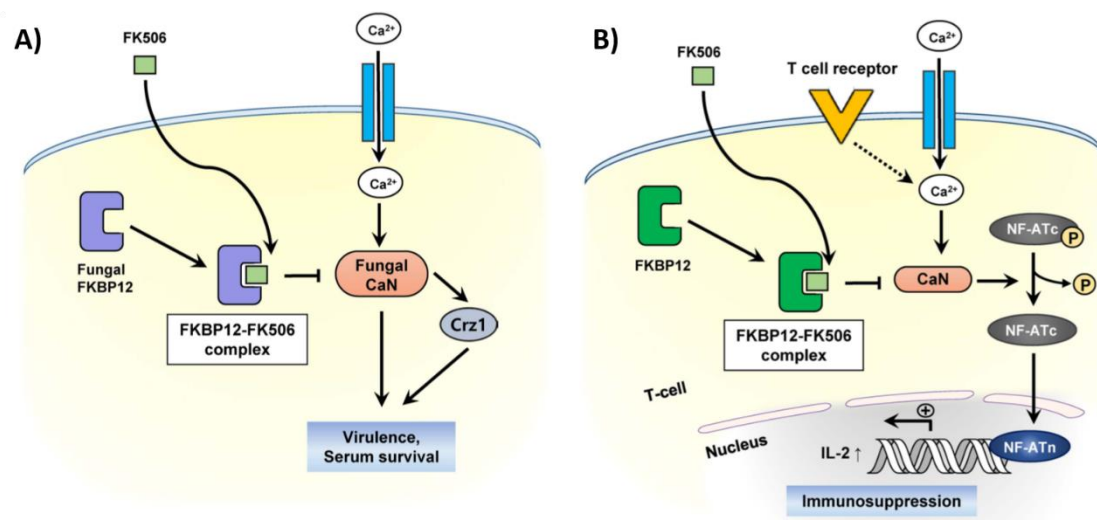 A)
FK506
Ca²⁺
Ca²⁺
Fungal
FKBP12
Fungal
CaN
Crz1
FKBP12-FK506
complex
Virulence,
Serum survival
B)
FK506
Ca²⁺
T cell receptor
Ca²⁺
NF-ATc
P
FKBP12
CaN
P
FKBP12-FK506
complex
NF-ATc
T-cell
Nucleus
+
IL-2 ↑
NF-ATn
Immunosuppression